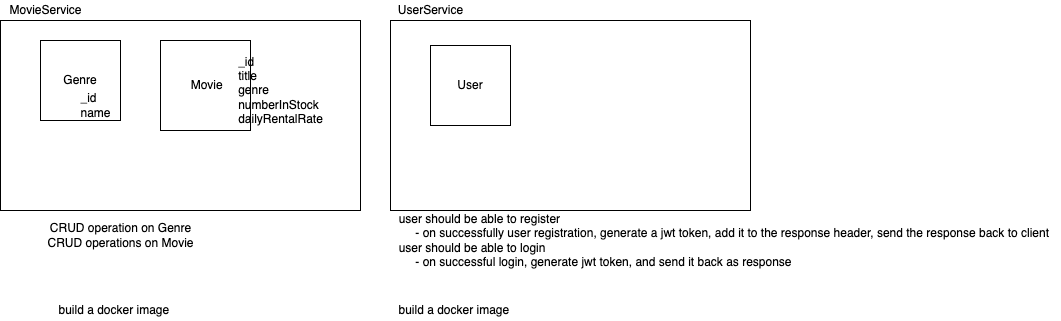 MovieService
Genre
_id
name
Movie
_id
title
genre
numberInStock
dailyRentalRate
CRUD operation on Genre
CRUD operations on Movie
build a docker image
UserService
User
user should be able to register
- on successfully user registration, generate a jwt token, add it to the response header, send the response back to client
user should be able to login
- on successful login, generate jwt token, and send it back as response
build a docker image